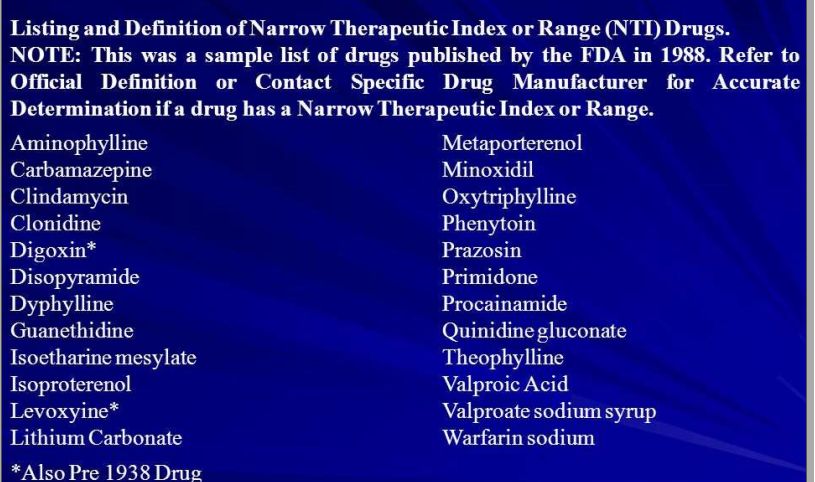 Listing and Definition of Narrow Therapeutic Index or Range (NTI) Drugs.
NOTE: This was a sample list of drugs published by the FDA in 1988. Refer to
Official Definition or Contact Specific Drug Manufacturer for Accurate
Determination if a drug has a Narrow Therapeutic Index or Range.
Aminophylline
Carbamazepine
Clindamycin
Clonidine
Digoxin*
Disopyramide
Dyphylline
Guanethidine
Isoetharine mesylate
Isoproterenol
Levoxyine*
Lithium Carbonate
Metaporterenol
Minoxidil
Oxytriphylline
Phenytoin
Prazosin
Primidone
Procainamide
Quinidine gluconate
Theophylline
Valproic Acid
Valproate sodium syrup
Warfarin sodium
*Also Pre 1938 Drug